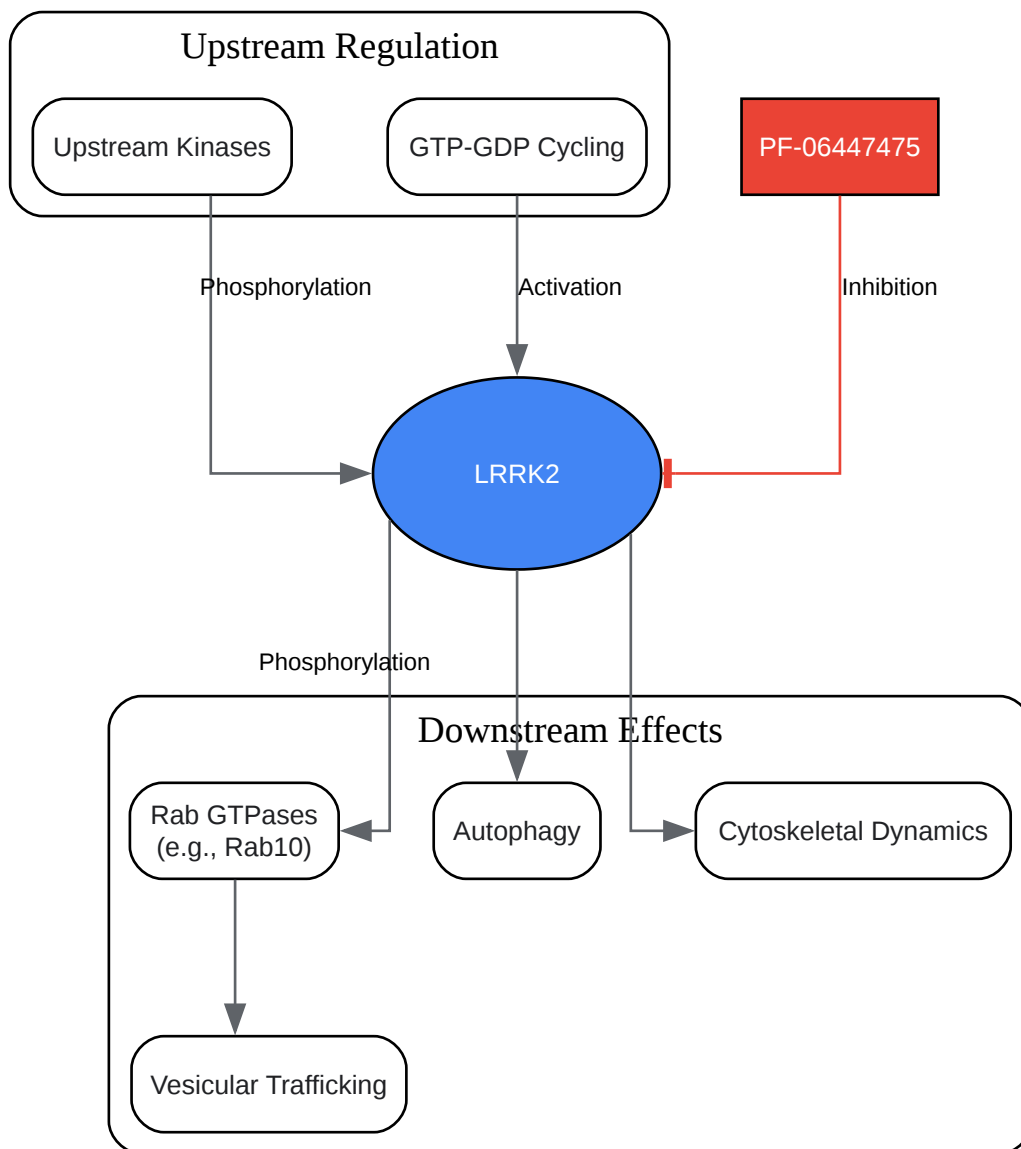 Upstream Regulation
Upstream Kinases
GTP-GDP Cycling
PF-06447475
Phosphorylation
Activation
Inhibition
LRRK2
Phosphorylation
Downstream Effects
Rab GTPases
(e.g., Rab10)
Autophagy
Cytoskeletal Dynamics
Vesicular Trafficking